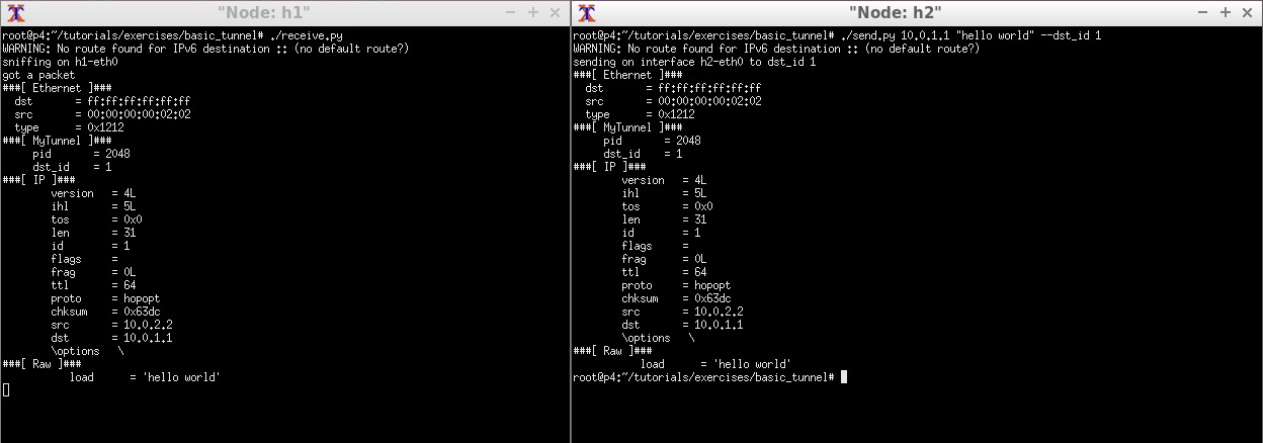 "Node: h1"
root@p4:~/tutorials/exercises/basic_tunnel# ./receive.py
WARNING: No route found for IPv6 destination :: (no default route?)
sniffing on h1-eth0
got a packet
###[ Ethernet ]###
  dst       = ff:ff:ff:ff:ff:ff
  src       = 00:00:00:00:02:02
  type      = 0x1212
###[ MyTunnel ]###
     pid       = 2048
     dst_id    = 1
###[ IP ]###
        version   = 4L
        ihl       = 5L
        tos       = 0x0
        len       = 31
        id        = 1
        flags     =
        frag      = 0L
        ttl       = 64
        proto     = hopopt
        chksum    = 0x63dc
        src       = 10.0.2.2
        dst       = 10.0.1.1
        \options   \
###[ Raw ]###
           load      = 'hello world'
"Node: h2"
root@p4:~/tutorials/exercises/basic_tunnel# ./send.py 10.0.1.1 "hello world" --dst_id 1
WARNING: No route found for IPv6 destination :: (no default route?)
sending on interface h2-eth0 to dst_id 1
###[ Ethernet ]###
  dst       = ff:ff:ff:ff:ff:ff
  src       = 00:00:00:00:02:02
  type      = 0x1212
###[ MyTunnel ]###
     pid       = 2048
     dst_id    = 1
###[ IP ]###
        version   = 4L
        ihl       = 5L
        tos       = 0x0
        len       = 31
        id        = 1
        flags     =
        frag      = 0L
        ttl       = 64
        proto     = hopopt
        chksum    = 0x63dc
        src       = 10.0.2.2
        dst       = 10.0.1.1
        \options   \
###[ Raw ]###
           load      = 'hello world'
root@p4:~/tutorials/exercises/basic_tunnel#